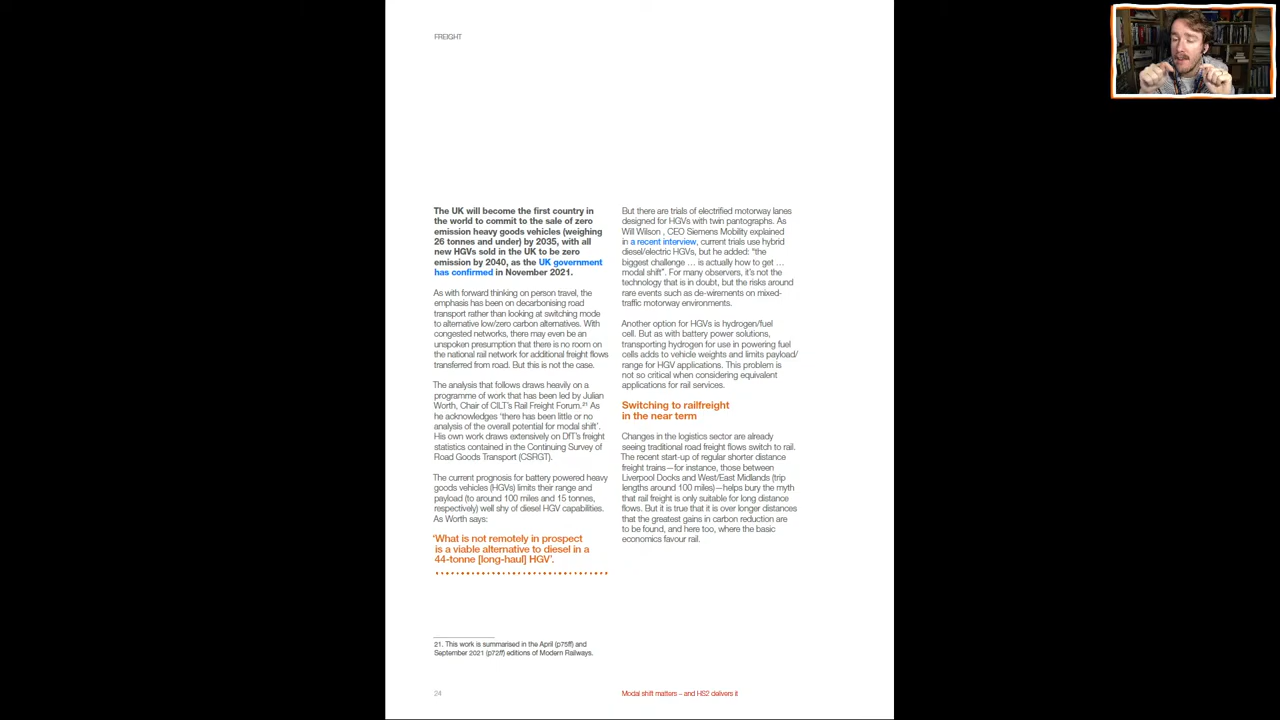 FREIGHT
The UK will become the first country in
the world to commit to the sale of zero
emission heavy goods vehicles (weighing
26 tonnes and under) by 2035, with all
new HGVs sold in the UK to be zero
emission by 2040, as the UK government
has confirmed in November 2021.
As with forward thinking on person travel, the
emphasis has been on decarbonising road
transport rather than looking at switching mode
to alternative low/zero carbon alternatives. With
congested networks, there may even be an
unspoken presumption that there is no room on
the national rail network for additional freight flows
transferred from road. But this is not the case.
The analysis that follows draws heavily on a
programme of work that has been led by Julian
Worth, Chair of CILT's Rail Freight Forum.21 As
he acknowledges 'there has been little or no
analysis of the overall potential for modal shift'.
His own work draws extensively on DfT's freight
statistics contained in the Continuing Survey of
Road Goods Transport (CSRGT).
The current prognosis for battery powered heavy
goods vehicles (HGVs) limits their range and
payload (to around 100 miles and 15 tonnes,
respectively) well shy of diesel HGV capabilities.
As Worth says:
'What is not remotely in prospect
is a viable alternative to diesel in a
44-tonne [long-haul] HGV'.
21. This work is summarised in the April (p75ff) and
September 2021 (p72ff) editions of Modern Railways.
But there are trials of electrified motorway lanes
designed for HGVs with twin pantographs. As
Will Wilson , CEO Siemens Mobility explained
in a recent interview, current trials use hybrid
diesel/electric HGVs, but he added: "the
biggest challenge … is actually how to get …
modal shift". For many observers, it's not the
technology that is in doubt, but the risks around
rare events such as de-wirements on mixed-
traffic motorway environments.
Another option for HGVs is hydrogen/fuel
cell. But as with battery power solutions,
transporting hydrogen for use in powering fuel
cells adds to vehicle weights and limits payload/
range for HGV applications. This problem is
not so critical when considering equivalent
applications for rail services.
Switching to railfreight
in the near term
Changes in the logistics sector are already
seeing traditional road freight flows switch to rail.
The recent start-up of regular shorter distance
freight trains—for instance, those between
Liverpool Docks and West/East Midlands (trip
lengths around 100 miles)—helps bury the myth
that rail freight is only suitable for long distance
flows. But it is true that it is over longer distances
that the greatest gains in carbon reduction are
to be found, and here too, where the basic
economics favour rail.
24
Modal shift matters – and HS2 delivers it